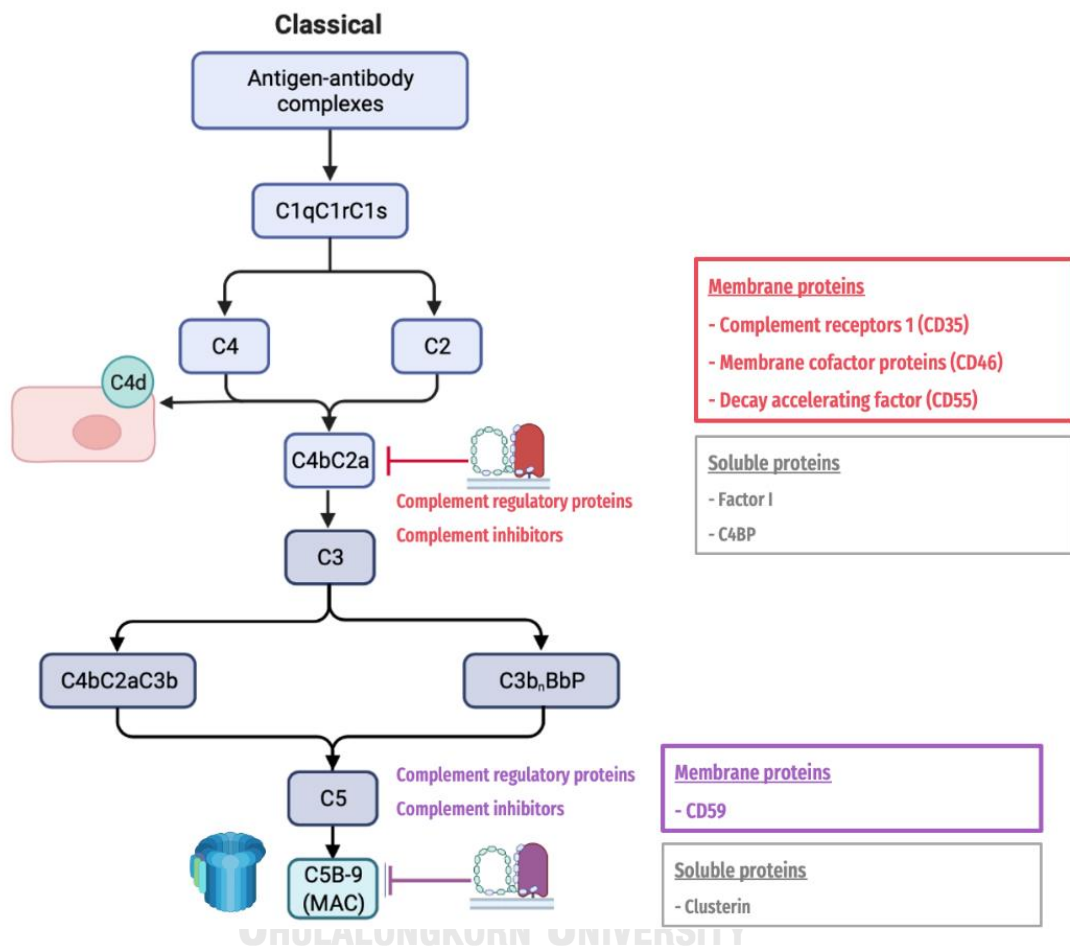 Classical
Antigen-antibody
complexes
C1qC1rC1s
C4
C2
C4d
C4bC2a
Complement regulatory proteins
Complement inhibitors
Membrane proteins
- Complement receptors 1 (CD35)
- Membrane cofactor proteins (CD46)
- Decay accelerating factor (CD55)
Soluble proteins
- Factor I
- C4BP
C3
C4bC2aC3b
C3bₙBbP
C5
Complement regulatory proteins
Complement inhibitors
C5B-9
(MAC)
Membrane proteins
- CD59
Soluble proteins
- Clusterin
CHULALONGKORN UNIVERSITY